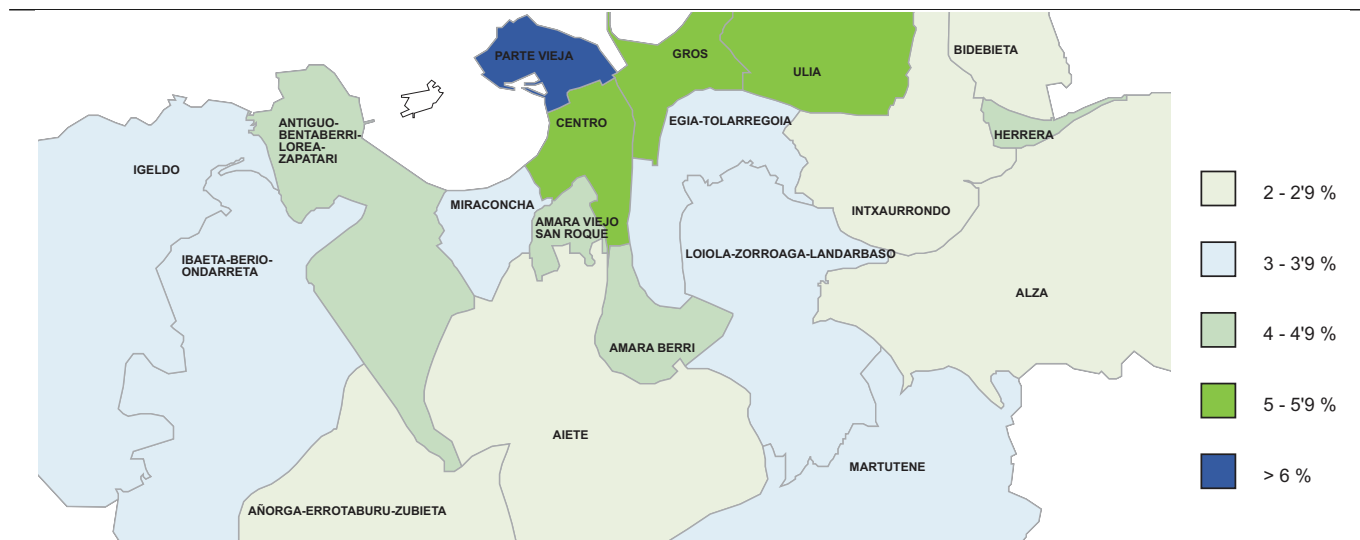 PARTE VIEJA
GROS
ULIA
BIDEBIETA
ANTIGUO-
BENTABERRI-
LOREA-
ZAPATARI
CENTRO
EGIA-TOLARREGOIA
HERRERA
IGELDO
MIRACONCHA
AMARA VIEJO
SAN ROQUE
INTXAURRONDO
IBAETA-BERIO-
ONDARRETA
LOIOLA-ZORROAGA-LANDARBASO
ALZA
AMARA BERRI
AIETE
MARTUTENE
AÑORGA-ERROTABURU-ZUBIETA
2 - 2'9 %
3 - 3'9 %
4 - 4'9 %
5 - 5'9 %
> 6 %